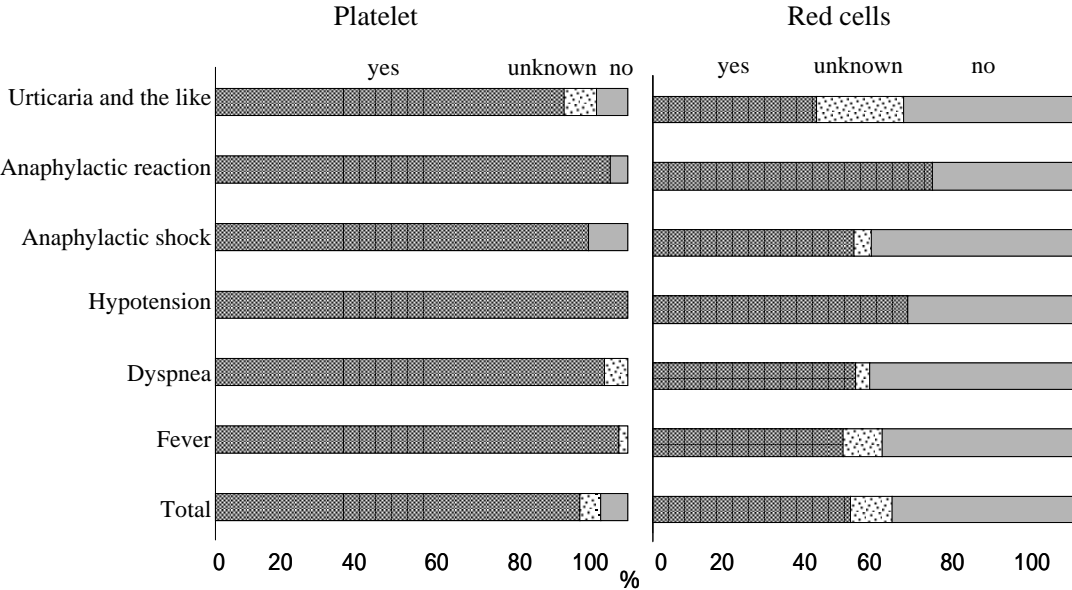 Platelet Red cells
yes unknown no yes unknown no
Urticaria and the like
Anaphylactic reaction
Anaphylactic shock
Hypotension
Dyspnea
Fever
Total
0 20 40 60 80 100 % 0 20 40 60 80 100